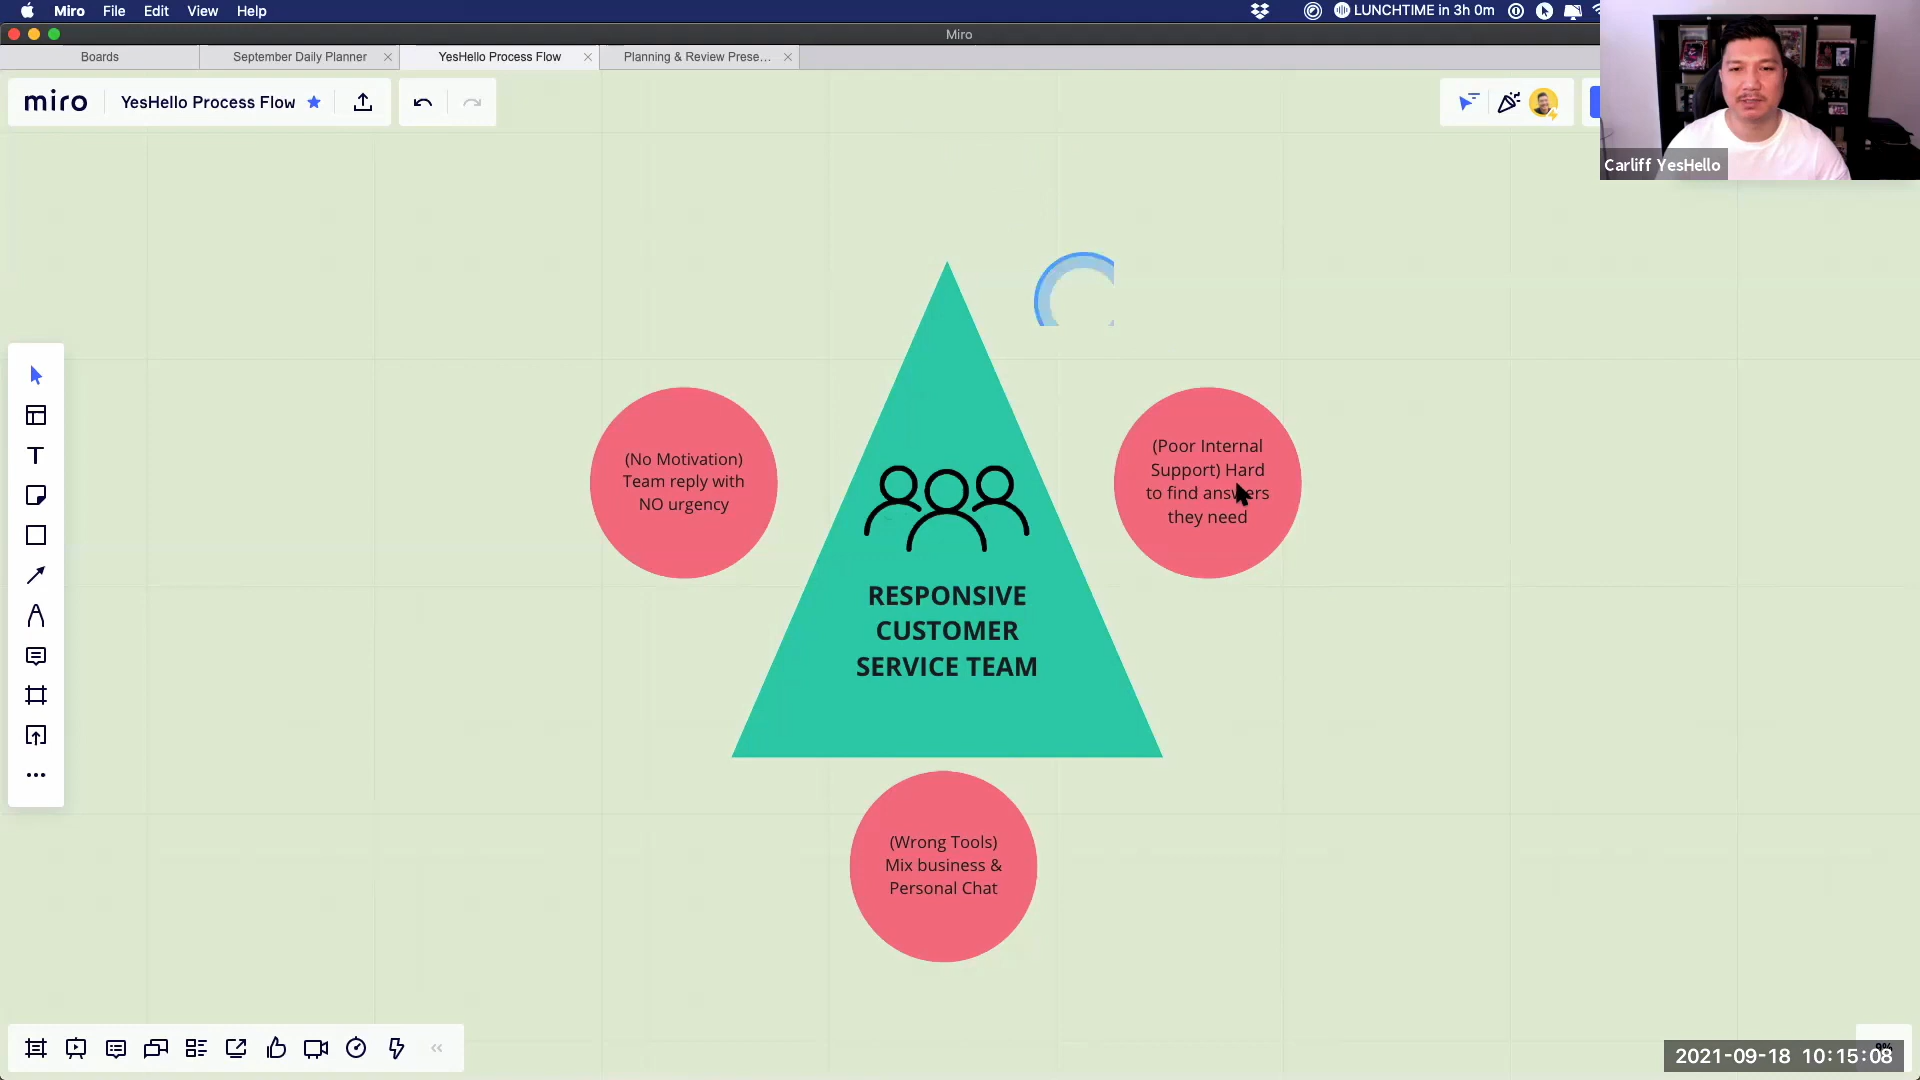 Miro File Edit View Help
LUNCHTIME in 3h 0m
Miro
Boards
September Daily Planner
YesHello Process Flow
Planning & Review Prese...
miro
YesHello Process Flow
Carliff YesHello
(No Motivation)
Team reply with
NO urgency
(Poor Internal
Support) Hard
to find answers
they need
RESPONSIVE
CUSTOMER
SERVICE TEAM
(Wrong Tools)
Mix business &
Personal Chat
2021-09-18 10:15:08